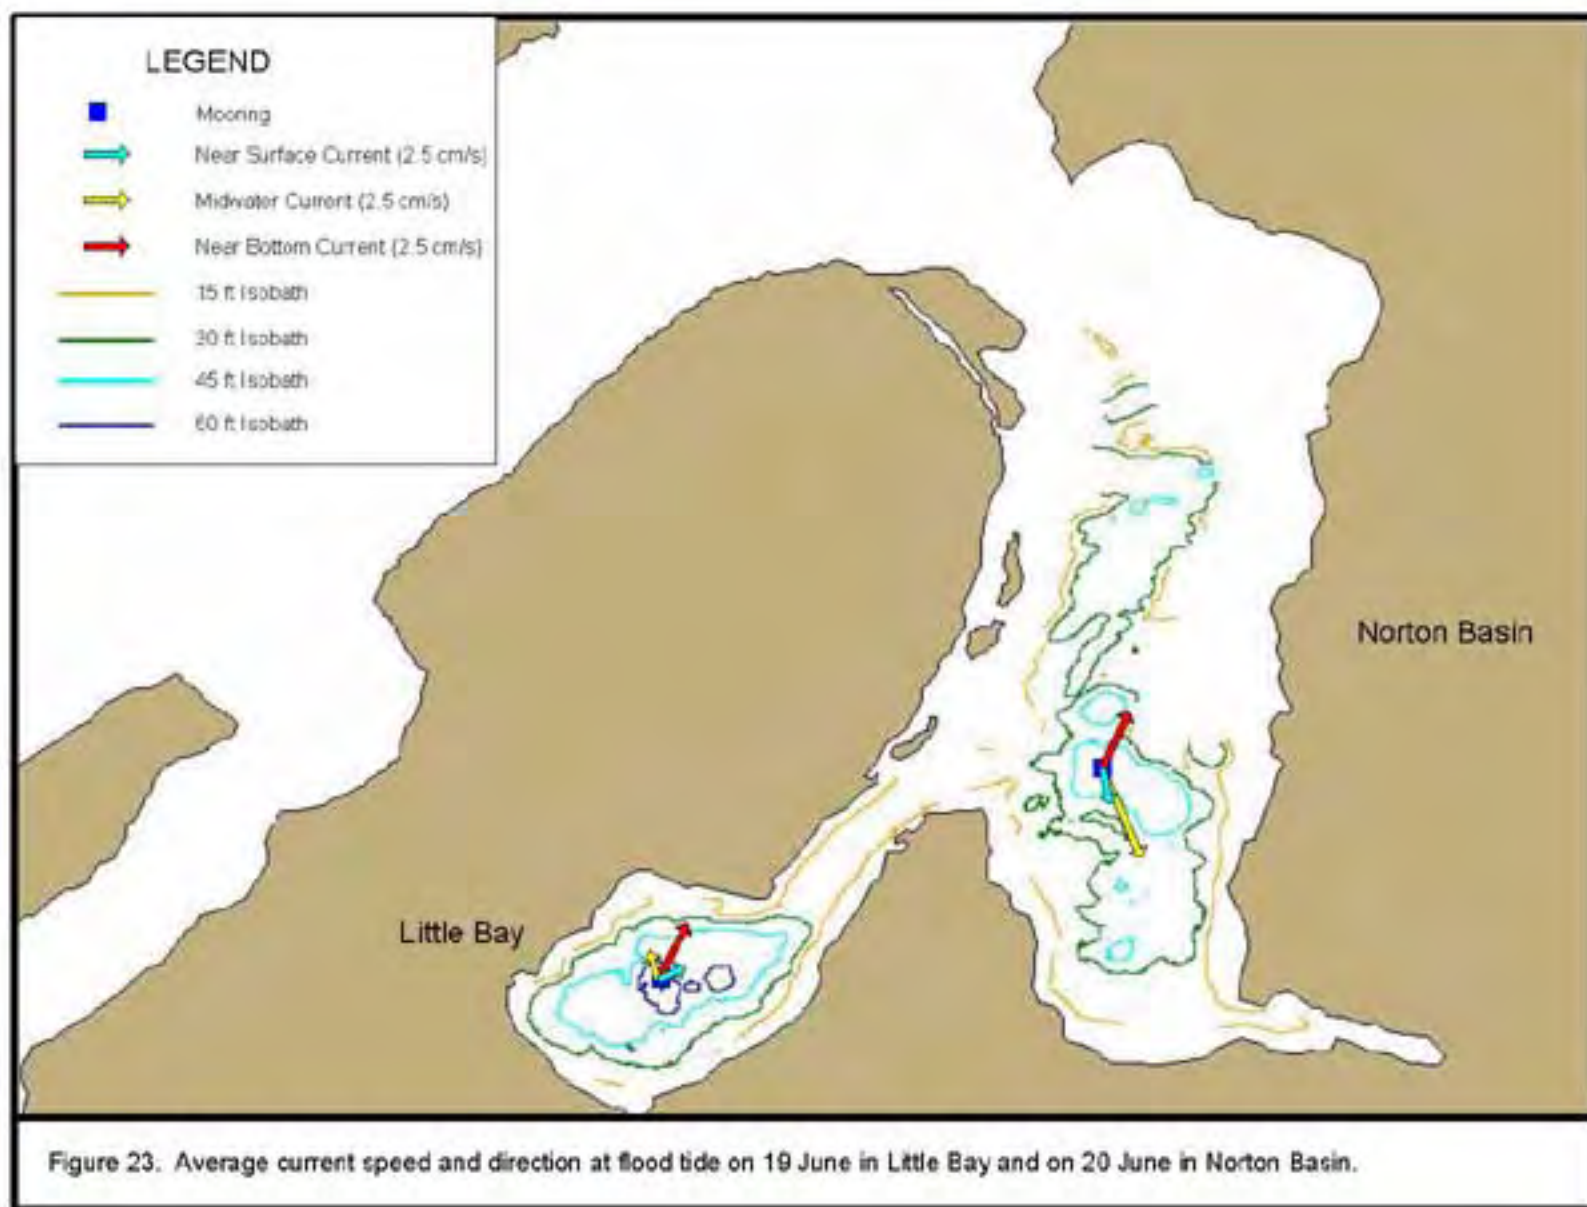 LEGEND
Mooring
Near Surface Current (2.5 cm/s)
Midwater Current (2.5 cm/s)
Near Bottom Current (2.5 cm/s)
15 ft Isobath
30 ft Isobath
45 ft Isobath
60 ft Isobath
Norton Basin
Little Bay
Figure 23. Average current speed and direction at flood tide on 19 June in Little Bay and on 20 June in Norton Basin.